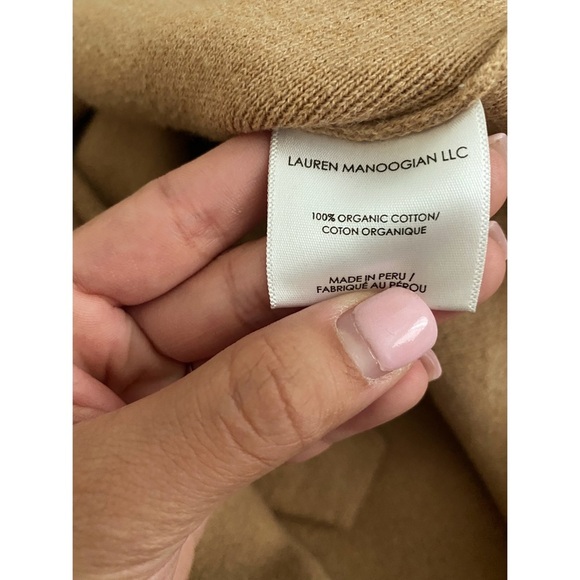 LAUREN MANOOGIAN LLC
100% ORGANIC COTTON/
COTON ORGANIQUE
MADE IN PERU /
FABRIQUÉ AU PÉROU